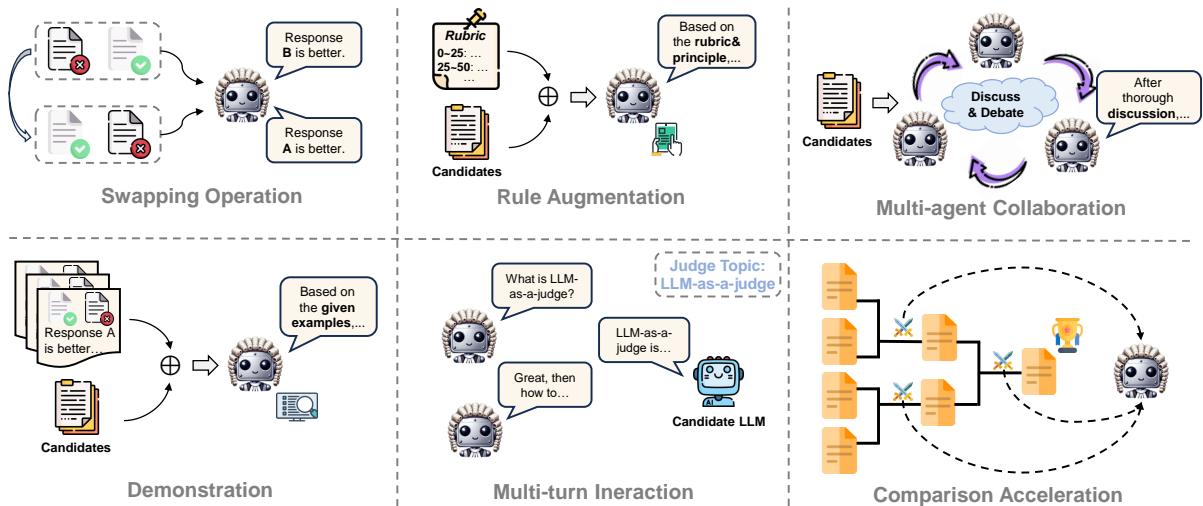 Response
B is better.
Response
A is better.
Swapping Operation
Rubric
0~25: …
25~50: …
…
Candidates
Based on
the rubric&
principle,...
Rule Augmentation
Candidates
Discuss
& Debate
After
thorough
discussion,...
Multi-agent Collaboration
Response A
is better…
Candidates
Based on
the given
examples,...
Demonstration
Judge Topic:
LLM-as-a-judge
What is LLM-
as-a-judge?
LLM-as-a-
judge is…
Great, then
how to…
AI
Candidate LLM
Multi-turn Ineraction
Comparison Acceleration